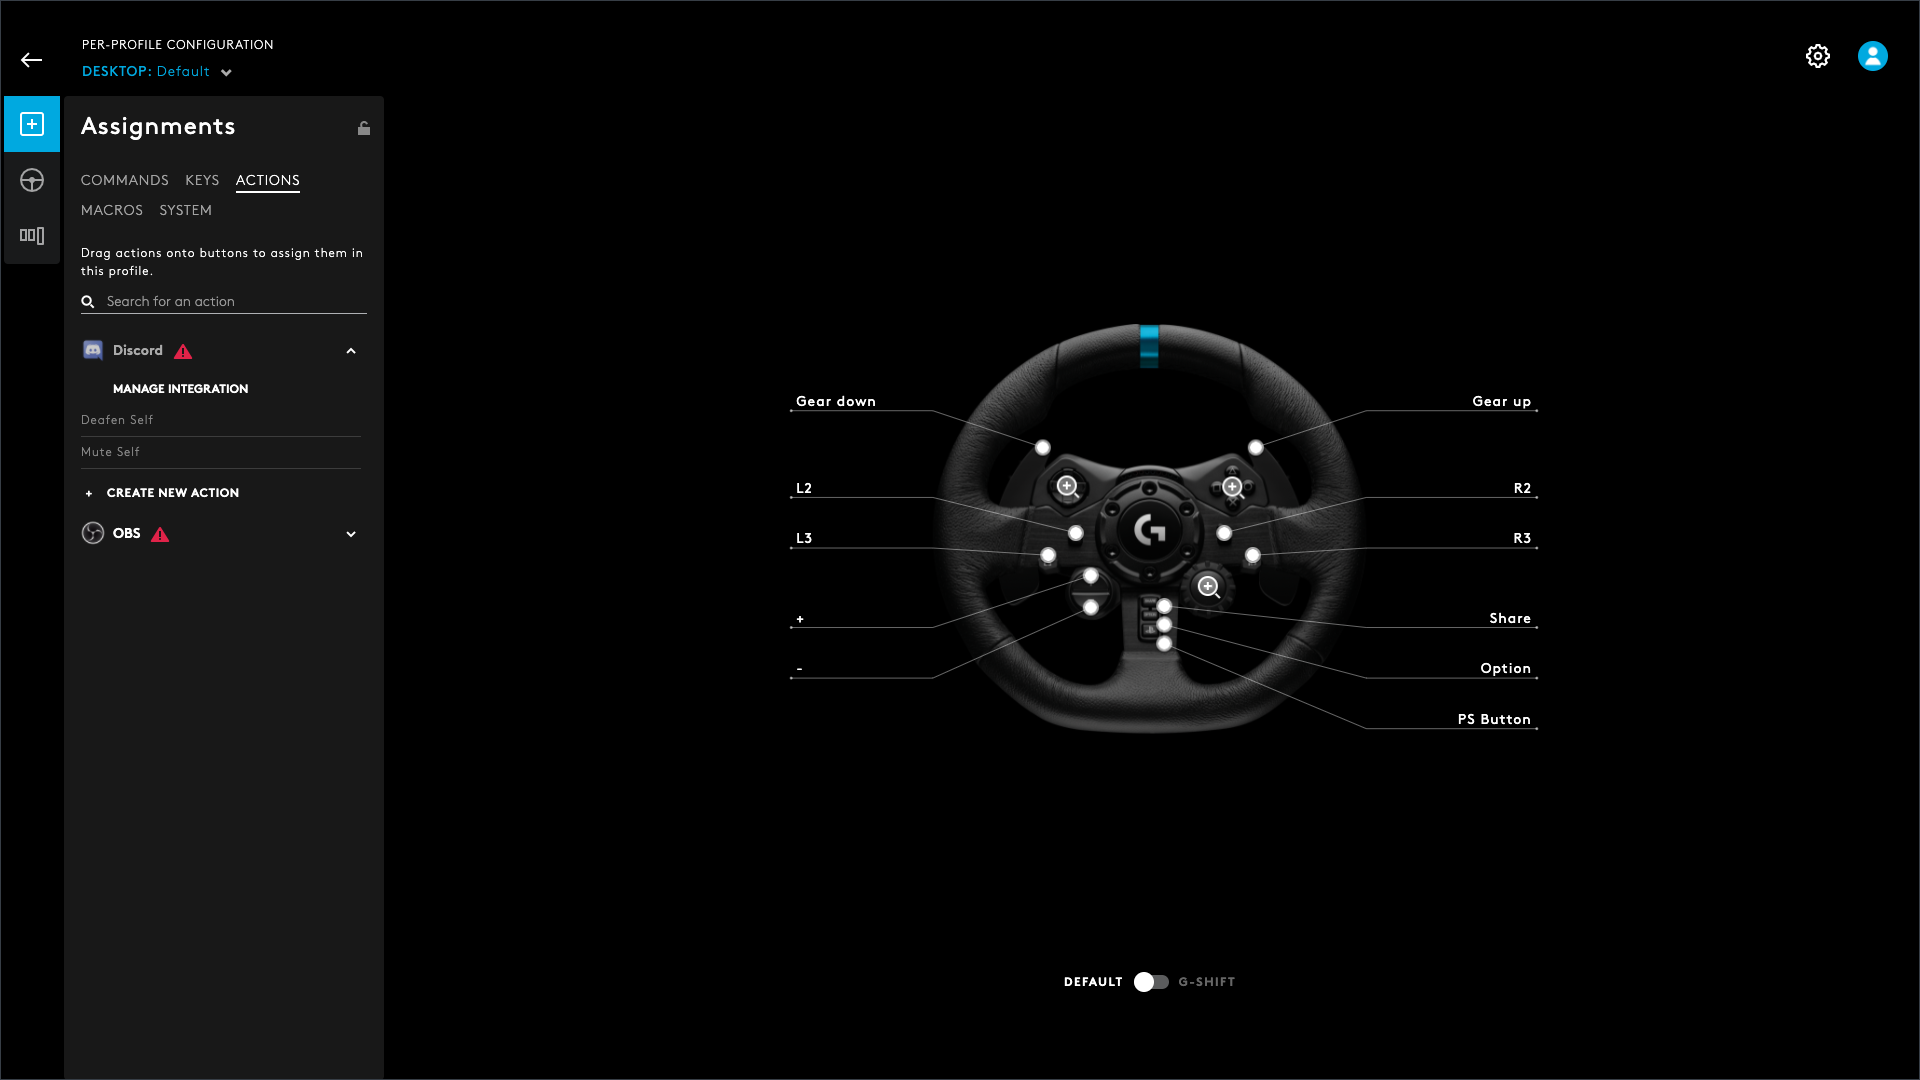 PER-PROFILE CONFIGURATION
DESKTOP: Default
Assignments
COMMANDS KEYS ACTIONS
MACROS SYSTEM
Drag actions onto buttons to assign them in
this profile.
Search for an action
Discord
MANAGE INTEGRATION
Deafen Self
Mute Self
+ CREATE NEW ACTION
OBS
Gear down
Gear up
L2
R2
L3
R3
+
Share
-
Option
PS Button
DEFAULT G-SHIFT